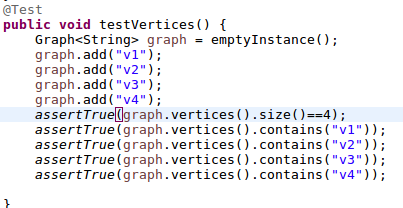 @Test
public void testVertices() {
    Graph<String> graph = emptyInstance();
    graph.add("v1");
    graph.add("v2");
    graph.add("v3");
    graph.add("v4");
    assertTrue(graph.vertices().size()==4);
    assertTrue(graph.vertices().contains("v1"));
    assertTrue(graph.vertices().contains("v2"));
    assertTrue(graph.vertices().contains("v3"));
    assertTrue(graph.vertices().contains("v4"));
}